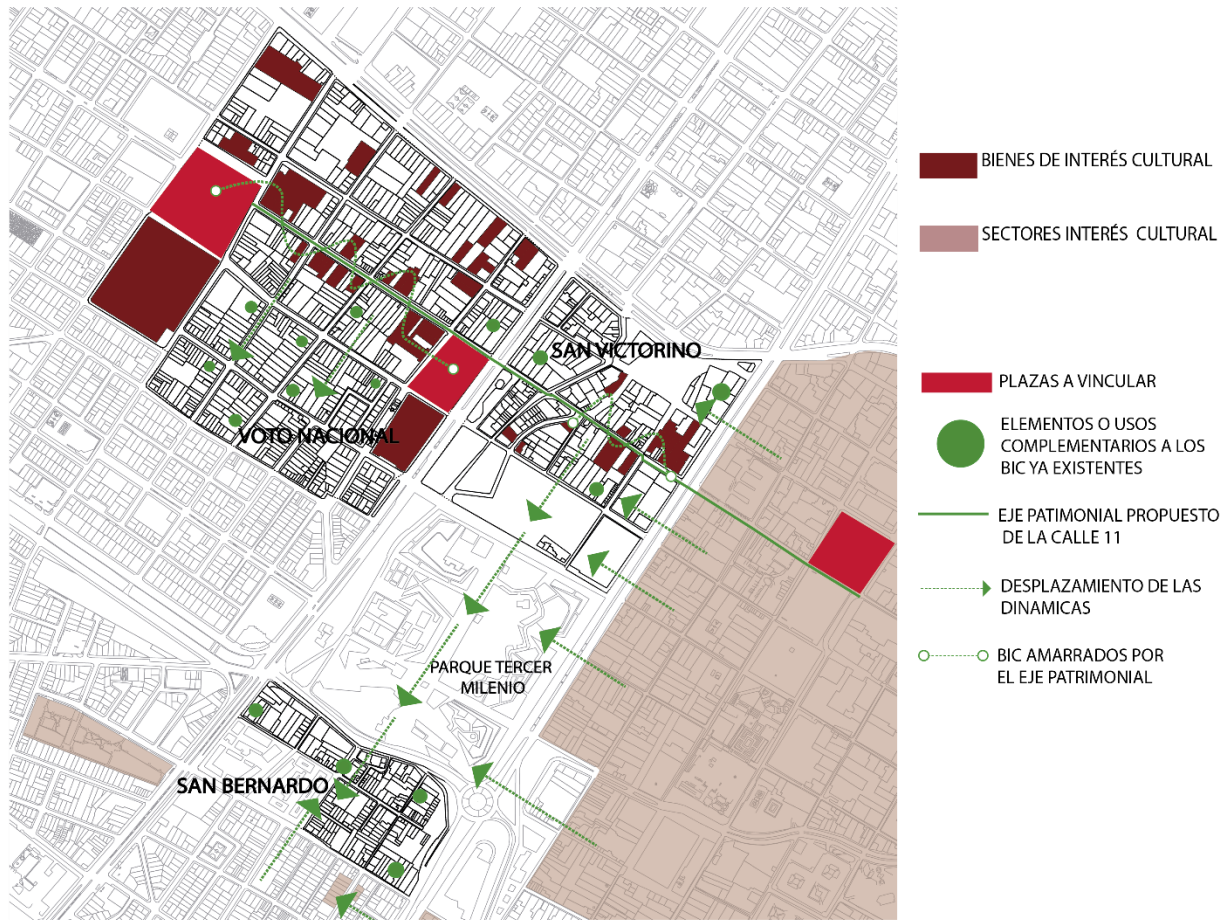 SAN VICTORINO
VOTO NACIONAL
PARQUE TERCER
MILENIO
SAN BERNARDO
BIENES DE INTERÉS CULTURAL
SECTORES INTERÉS CULTURAL
PLAZAS A VINCULAR
ELEMENTOS O USOS
COMPLEMENTARIOS A LOS
BIC YA EXISTENTES
EJE PATIMONIAL PROPUESTO
DE LA CALLE 11
DESPLAZAMIENTO DE LAS
DINAMICAS
BIC AMARRADOS POR
EL EJE PATRIMONIAL